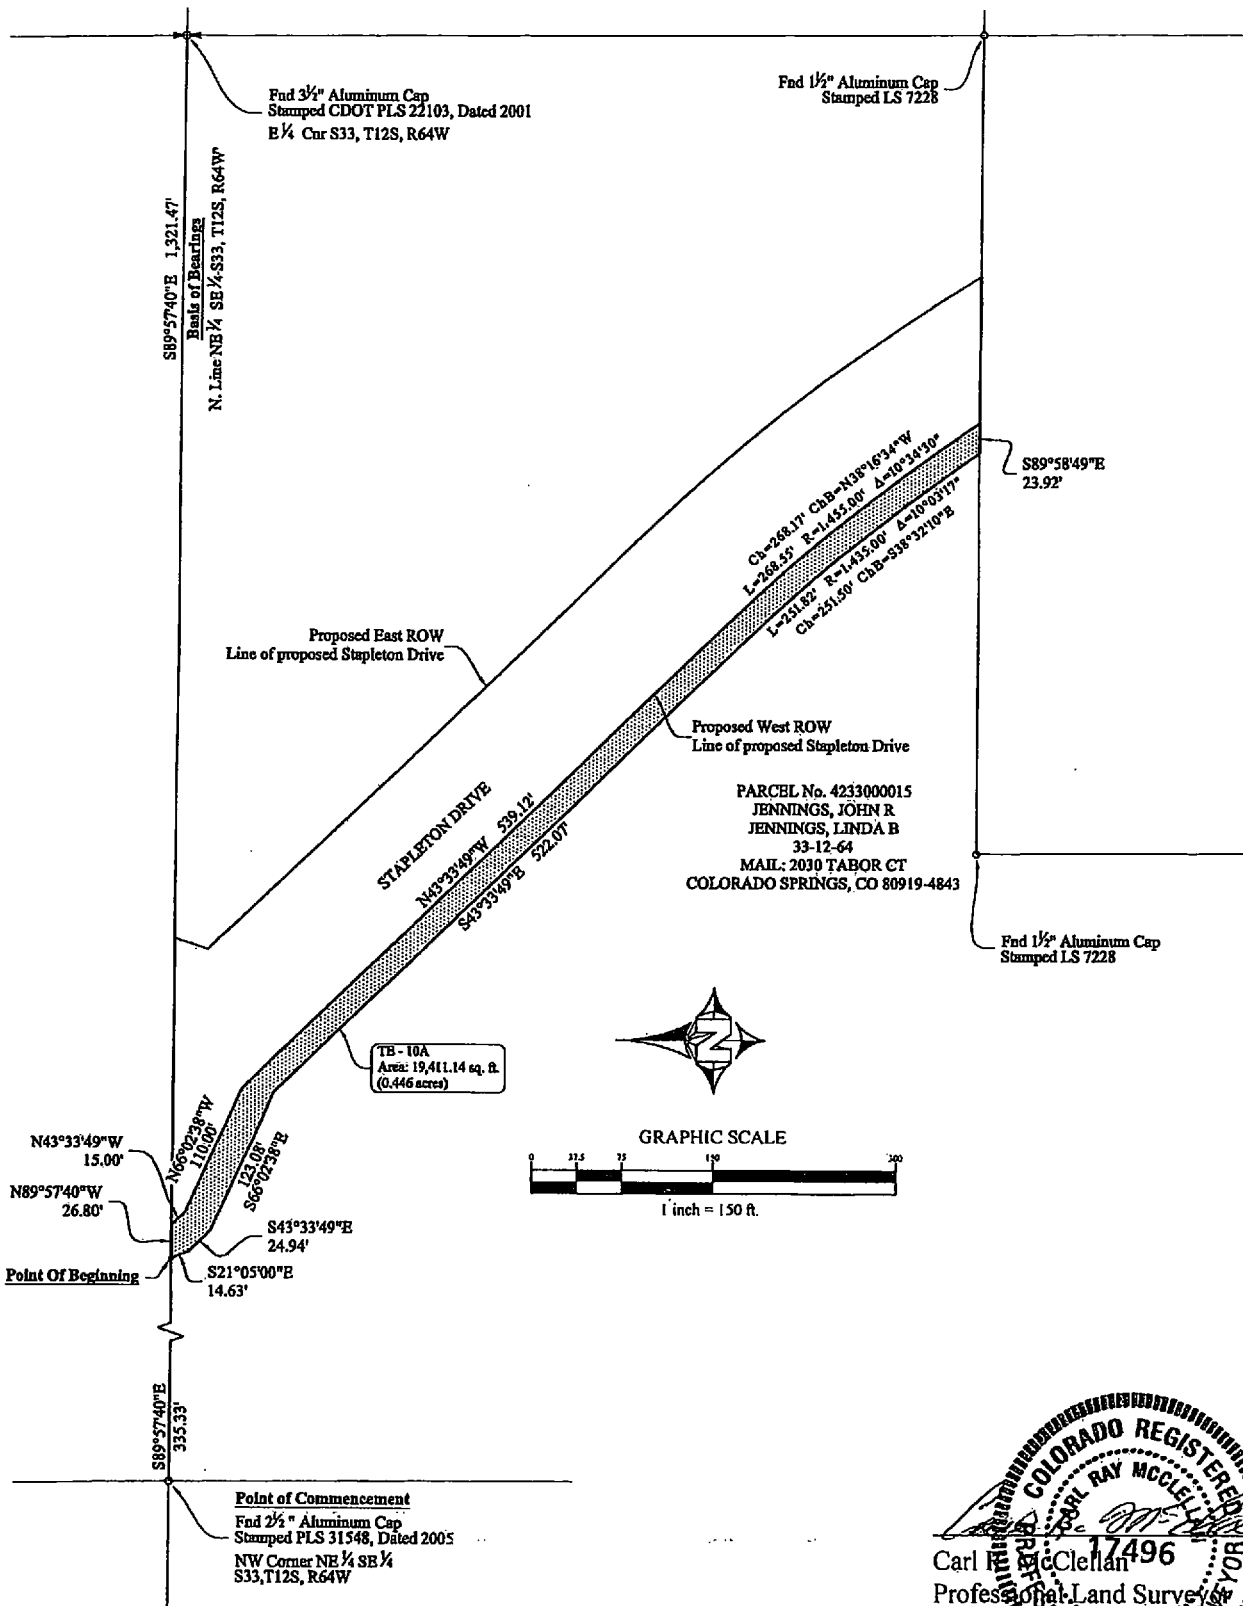 Fnd 3½" Aluminum Cap
Stamped CDOT PLS 22103, Dated 2001
E¼ Cnr S33, T12S, R64W
Fnd 1½" Aluminum Cap
Stamped LS 7228
S89°57'40"E 1,321.47'
Basis of Bearings
N. Line NE¼ SE¼ S33, T12S, R64W
S89°58'49"E
23.92'
Ch=268.17' ChB=N38°16'34"W
L=268.55' R=1,455.00' Δ=10°34'30"
L=251.82' R=1,435.00' Δ=10°03'17"
Ch=251.50' ChB=S38°32'10"E
Proposed East ROW
Line of proposed Stapleton Drive
Proposed West ROW
Line of proposed Stapleton Drive
PARCEL No. 4233000015
JENNINGS, JOHN R
JENNINGS, LINDA B
33-12-64
MAIL: 2030 TABOR CT
COLORADO SPRINGS, CO 80919-4843
STAPLETON DRIVE
N43°33'49"W 539.12'
S43°33'49"E 522.07'
Fnd 1½" Aluminum Cap
Stamped LS 7228
TE - 10A
Area: 19,411.14 sq. ft.
(0.446 acres)
N
N66°02'38"W
110.00'
123.08'
S66°02'38"E
N43°33'49"W
15.00'
N89°57'40"W
26.80'
S43°33'49"E
24.94'
Point Of Beginning
S21°05'00"E
14.63'
GRAPHIC SCALE
0 37.5 75 150 300
1 inch = 150 ft.
S89°57'40"E
335.33'
Point of Commencement
Fnd 2½" Aluminum Cap
Stamped PLS 31548, Dated 2005
NW Corner NE¼ SE¼
S33,T12S, R64W
COLORADO REGISTERED
CARL RAY MCCLELLAN
17496
Carl R. McClellan
Professional Land Surveyor